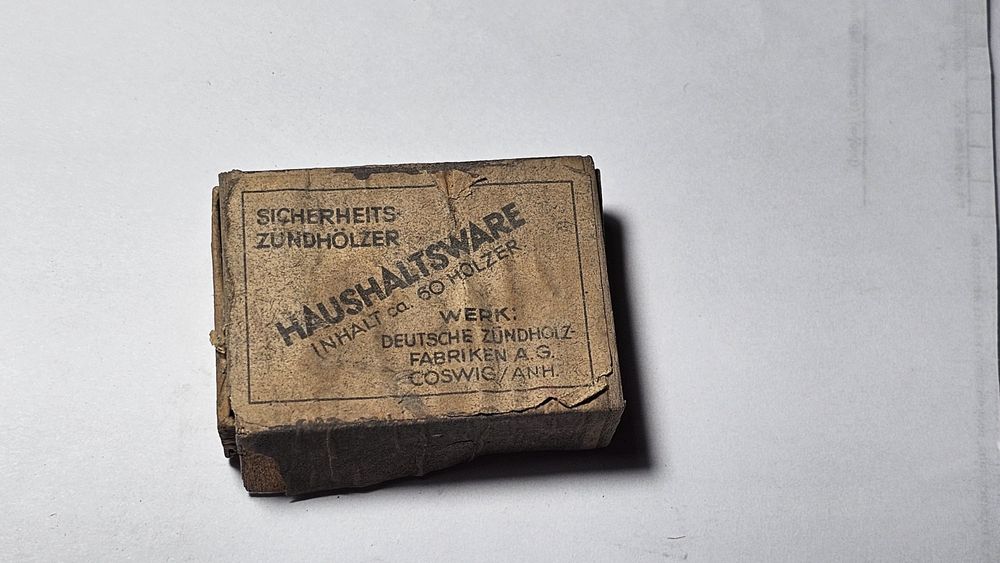 SICHERHEITS-
ZÜNDHÖLZER
HAUSHALTSWARE
INHALT ca. 60 HÖLZER
WERK:
DEUTSCHE ZÜNDHOLZ-
FABRIKEN A.G.
COSWIG/ANH.